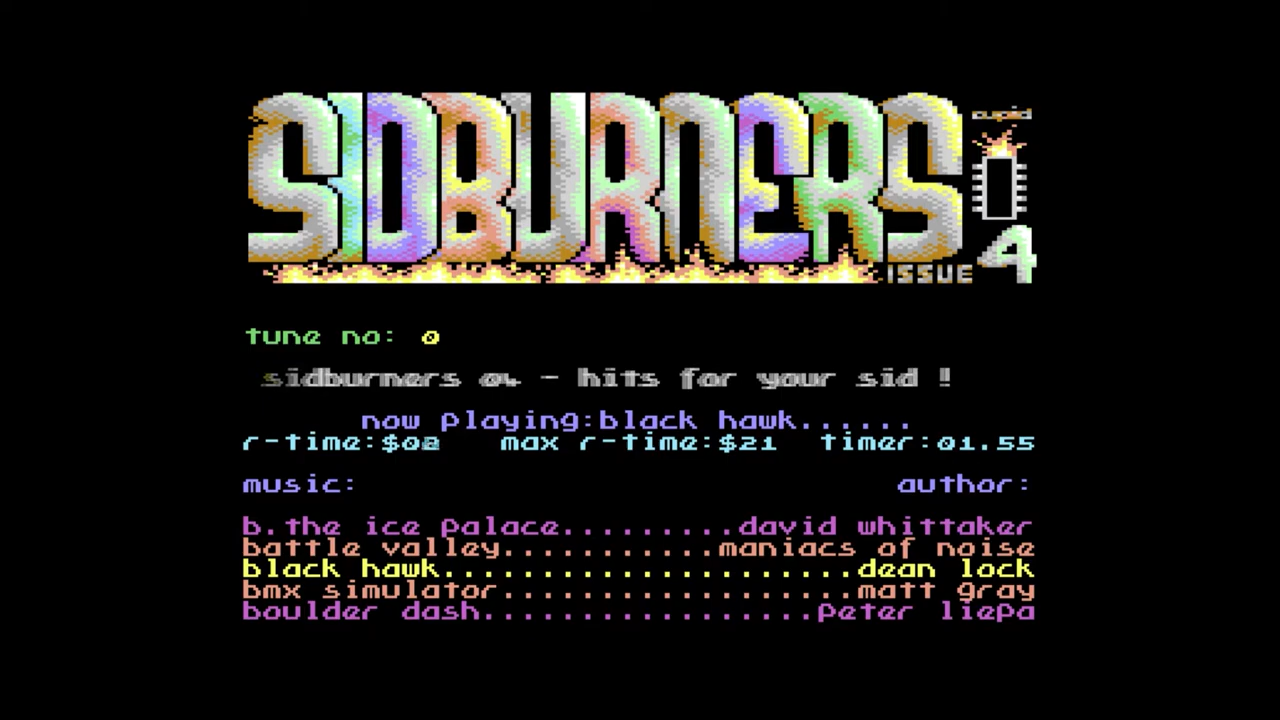 SIDBURNERS
cupid
ISSUE 4
tune no: 0
sidburners 04 - hits for your sid !
now playing:black hawk......
r-time:$08 max r-time:$21 timer:01.55
music: author:
b.the ice palace.........david whittaker
battle valley...........maniacs of noise
black hawk.....................dean lock
bmx simulator..................matt gray
boulder dash.................peter liepa